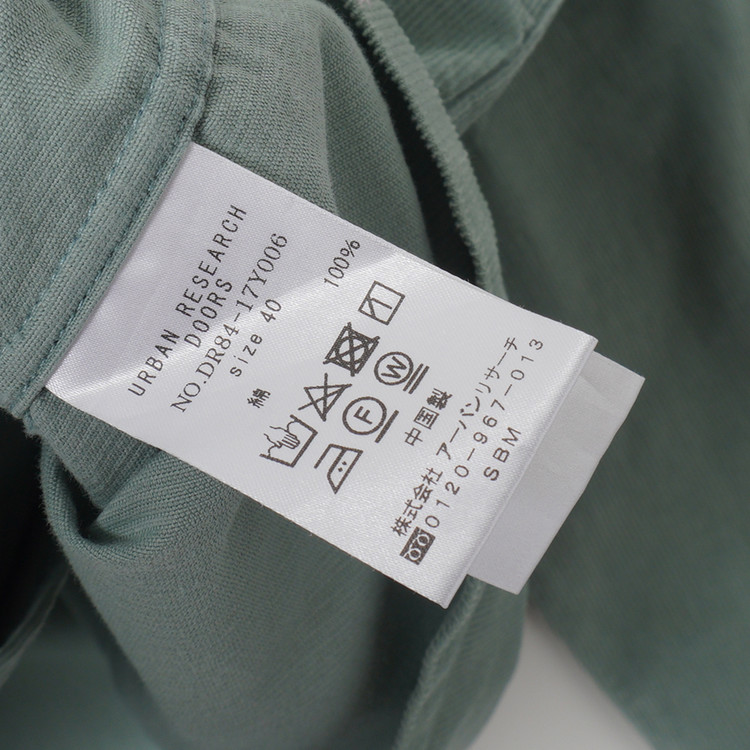 URBAN RESEARCH
DOORS
NO.DR84-17Y006
size 40
綿 100%
F W
中国製
株式会社 アーバンリサーチ
0120-967-013
SBM